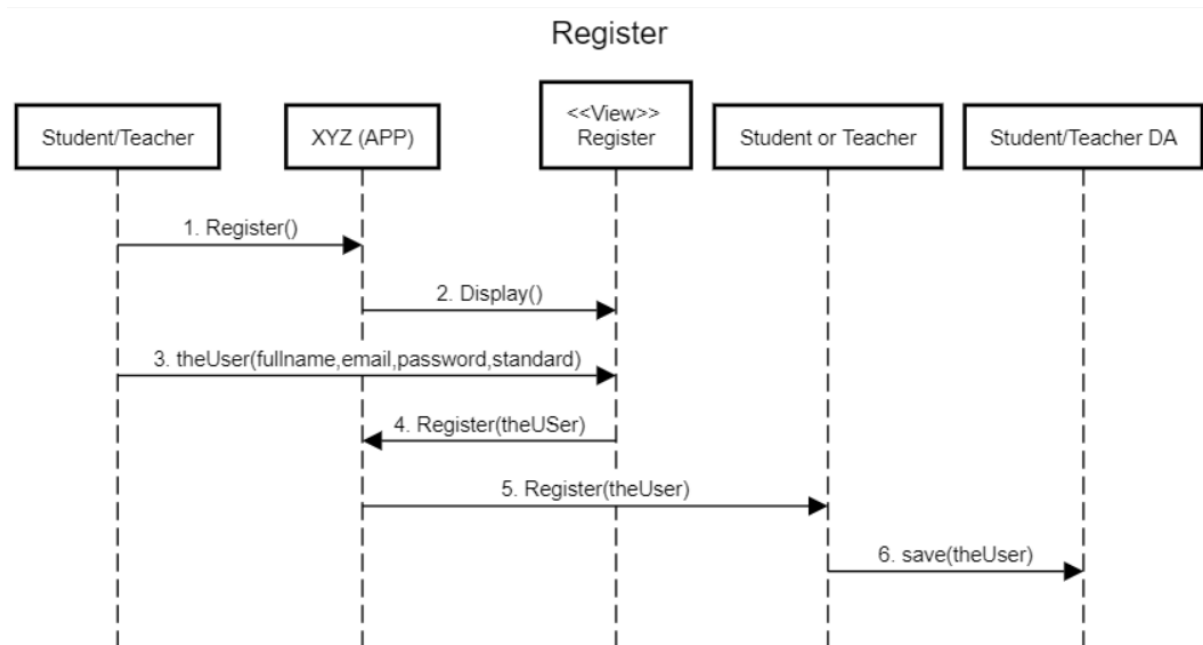 Register
Student/Teacher
XYZ (APP)
<<View>>
Register
Student or Teacher
Student/Teacher DA
1. Register()
2. Display()
3. theUser(fullname,email,password,standard)
4. Register(theUSer)
5. Register(theUser)
6. save(theUser)